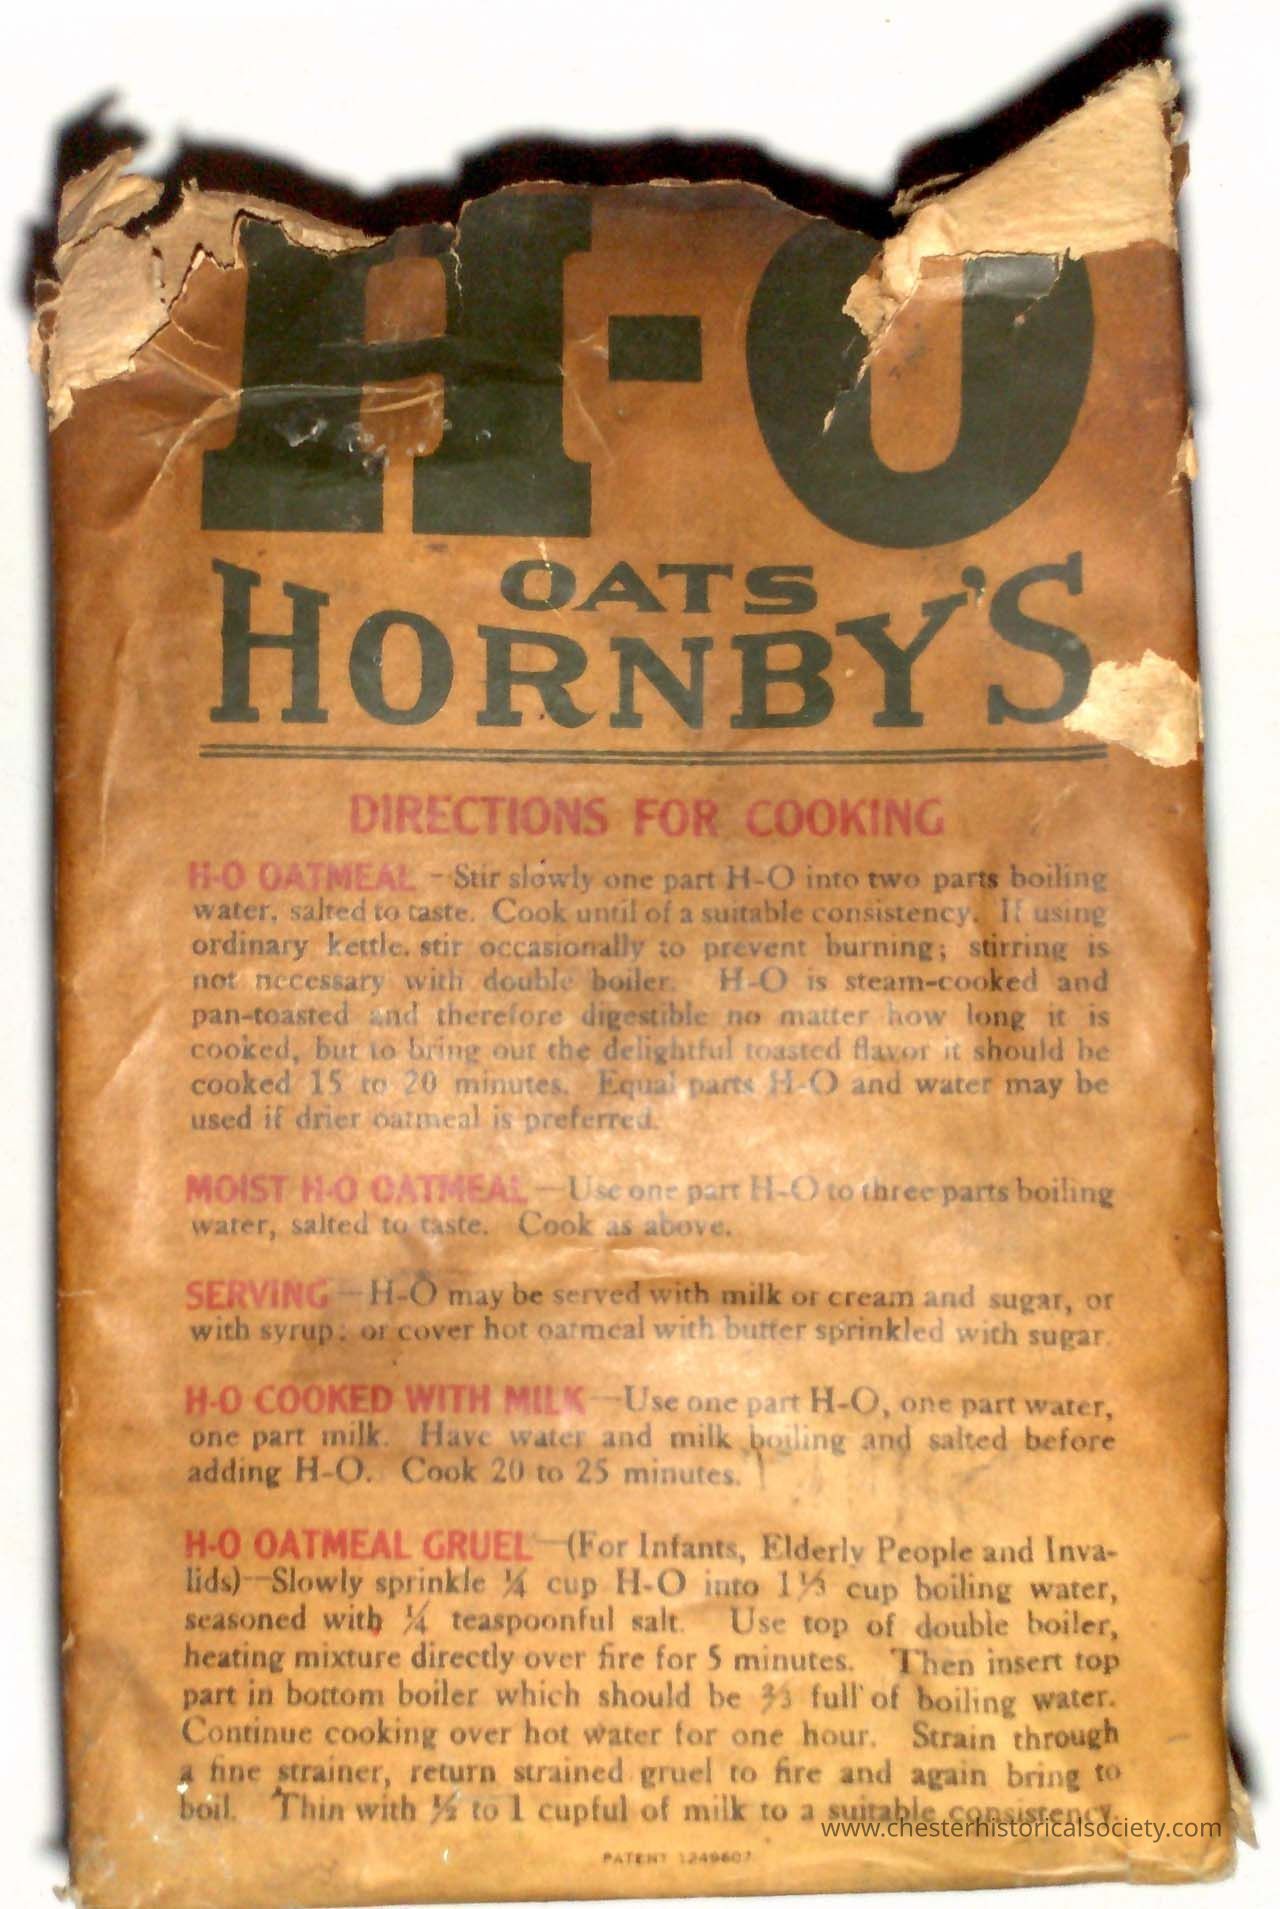 H-O
OATS
HORNBY'S
DIRECTIONS FOR COOKING
H-O OATMEAL - Stir slowly one part H-O into two parts boiling
water, salted to taste. Cook until of a suitable consistency. If using
ordinary kettle. stir occasionally to prevent burning; stirring is
not necessary with double boiler. H-O is steam-cooked and
pan-toasted and therefore digestible no matter how long it is
cooked, but to bring out the delightful toasted flavor it should be
cooked 15 to 20 minutes. Equal parts H-O and water may be
used if drier oatmeal is preferred.
MOIST H-O OATMEAL — Use one part H-O to three parts boiling
water, salted to taste. Cook as above.
SERVING — H-O may be served with milk or cream and sugar, or
with syrup; or cover hot oatmeal with butter sprinkled with sugar.
H-O COOKED WITH MILK — Use one part H-O, one part water,
one part milk. Have water and milk boiling and salted before
adding H-O. Cook 20 to 25 minutes.
H-O OATMEAL GRUEL — (For Infants, Elderly People and Inva-
lids)—Slowly sprinkle ¼ cup H-O into 1⅓ cup boiling water,
seasoned with ¼ teaspoonful salt. Use top of double boiler,
heating mixture directly over fire for 5 minutes. Then insert top
part in bottom boiler which should be ⅔ full of boiling water.
Continue cooking over hot water for one hour. Strain through
a fine strainer, return strained gruel to fire and again bring to
boil. Thin with ½ to 1 cupful of milk to a suitable consistency.
www.chesterhistoricalsociety.com
PATENT 1249607